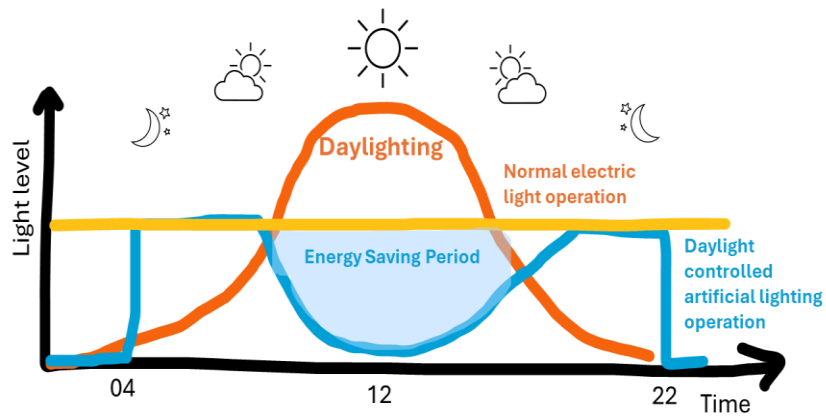 Light level
Daylighting
Normal electric
light operation
Energy Saving Period
Daylight
controlled
artificial lighting
operation
04
12
22
Time